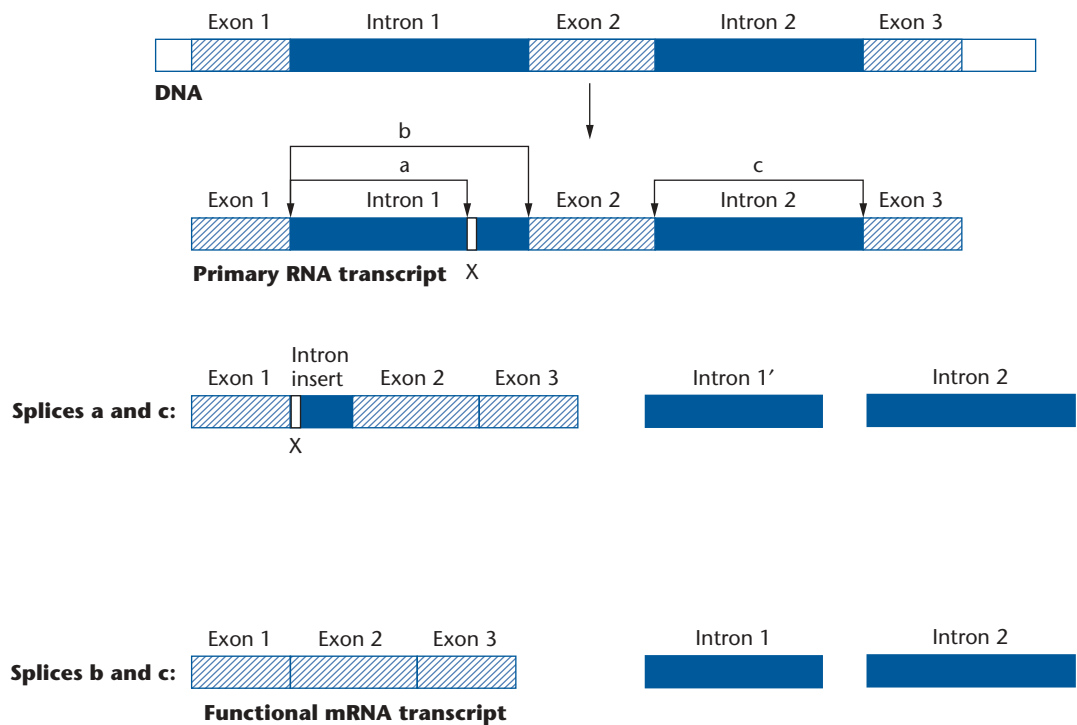 Exon 1 Intron 1 Exon 2 Intron 2 Exon 3
DNA
b
a
c
Exon 1 Intron 1 Exon 2 Intron 2 Exon 3
Primary RNA transcript X
Intron
Exon 1 insert Exon 2 Exon 3 Intron 1′ Intron 2
Splices a and c:
X
Exon 1 Exon 2 Exon 3 Intron 1 Intron 2
Splices b and c:
Functional mRNA transcript